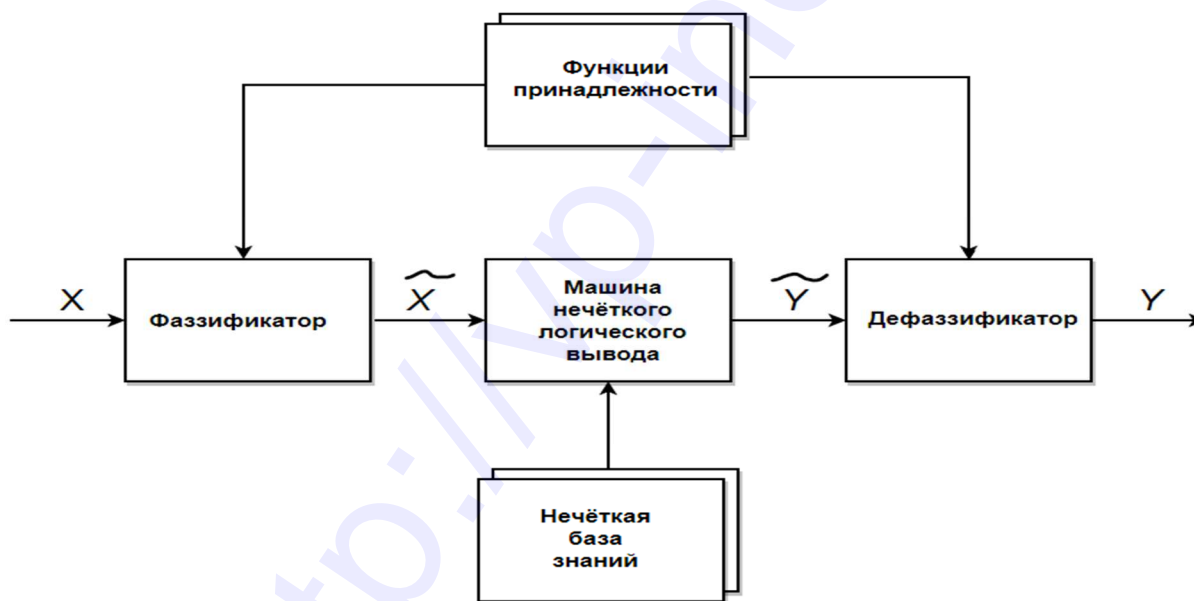 Функции
принадлежности
X
Фаззификатор
X̃
Машина
нечёткого
логического
вывода
Ỹ
Дефаззификатор
Y
Нечёткая
база
знаний